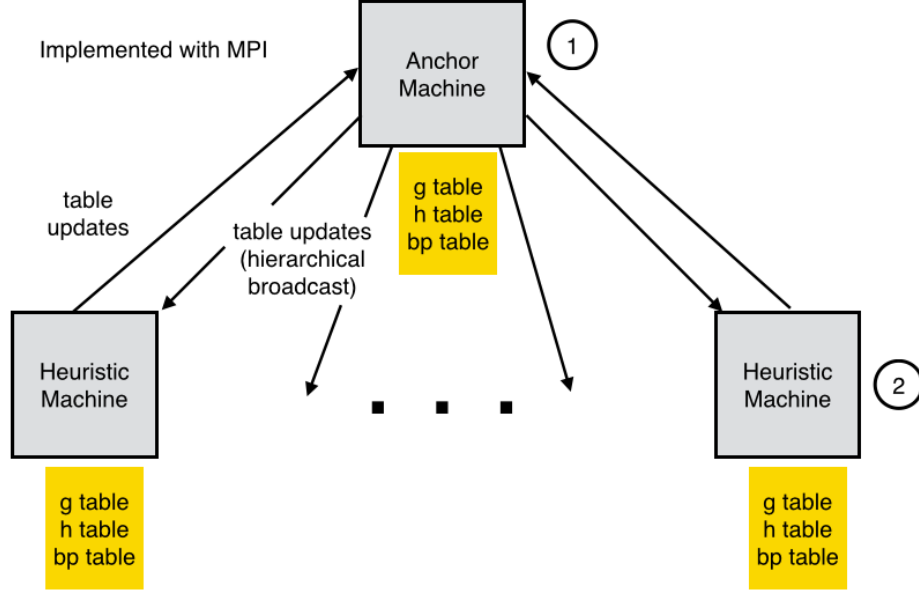 Implemented with MPI
Anchor
Machine
1
table
updates
g table
h table
bp table
table updates
(hierarchical
broadcast)
Heuristic
Machine
Heuristic
Machine
2
g table
h table
bp table
g table
h table
bp table